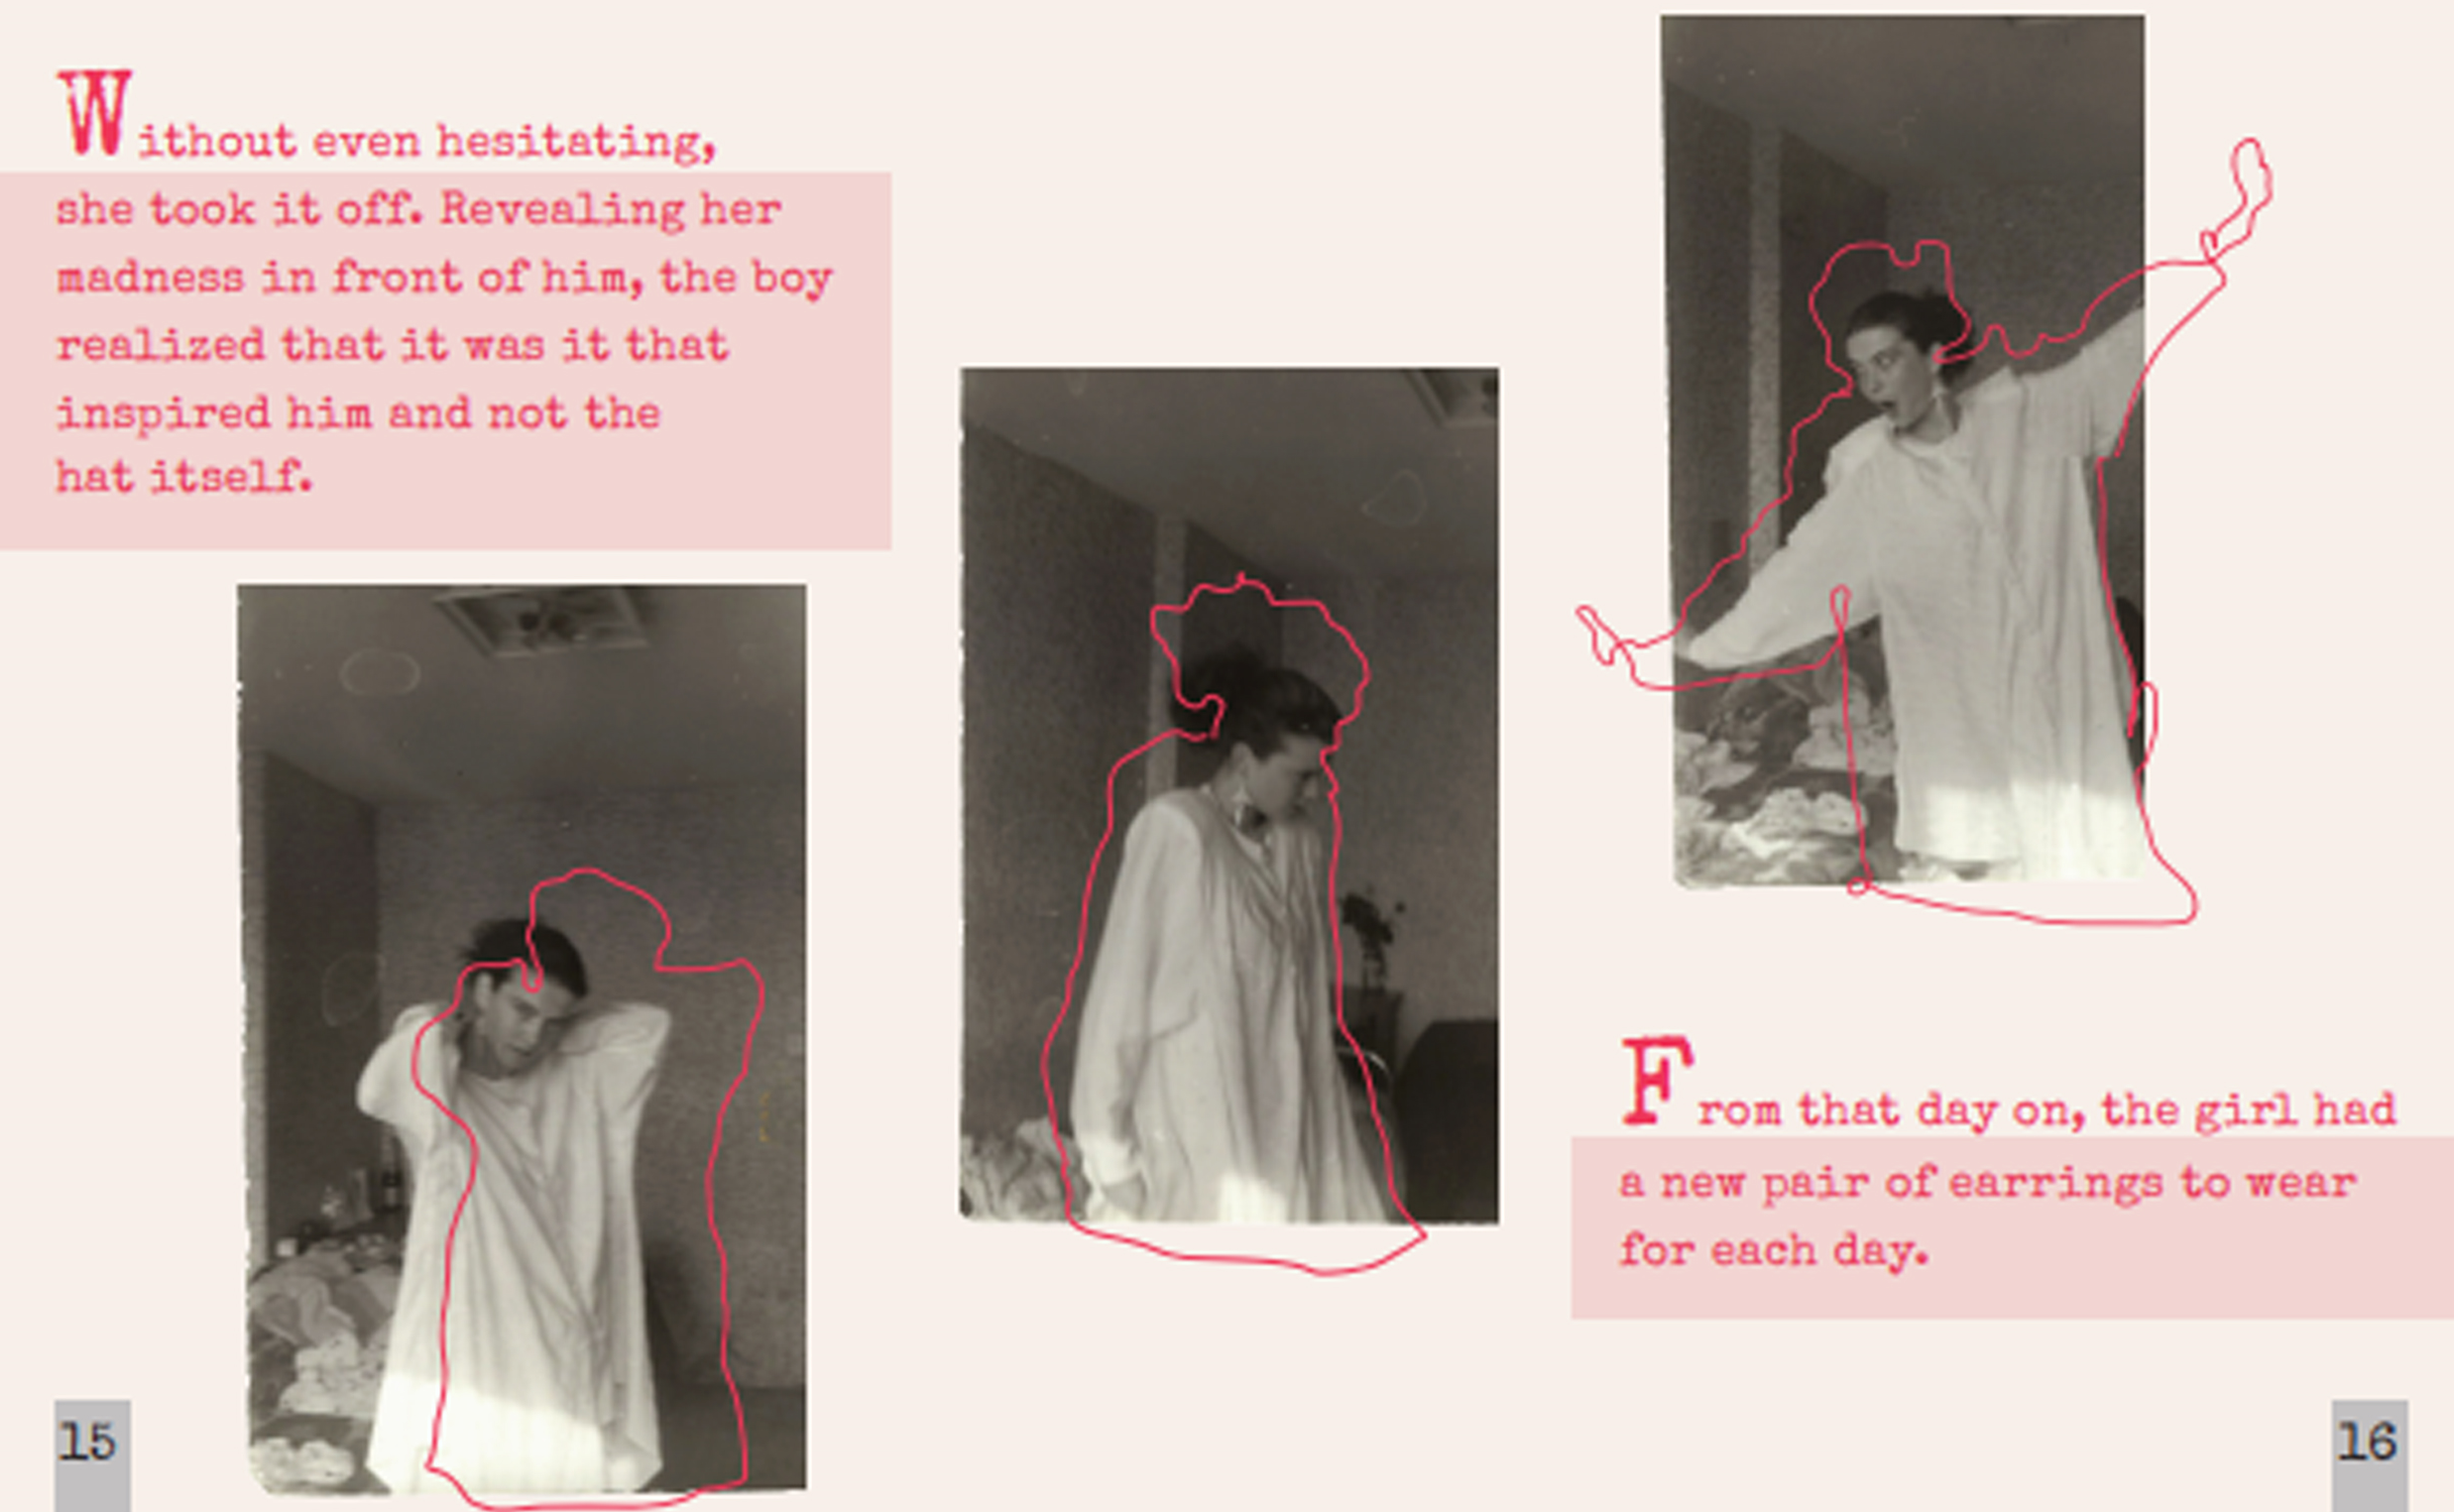 Without even hesitating,
she took it off. Revealing her
madness in front of him, the boy
realized that it was it that
inspired him and not the
hat itself.
From that day on, the girl had
a new pair of earrings to wear
for each day.
15
16